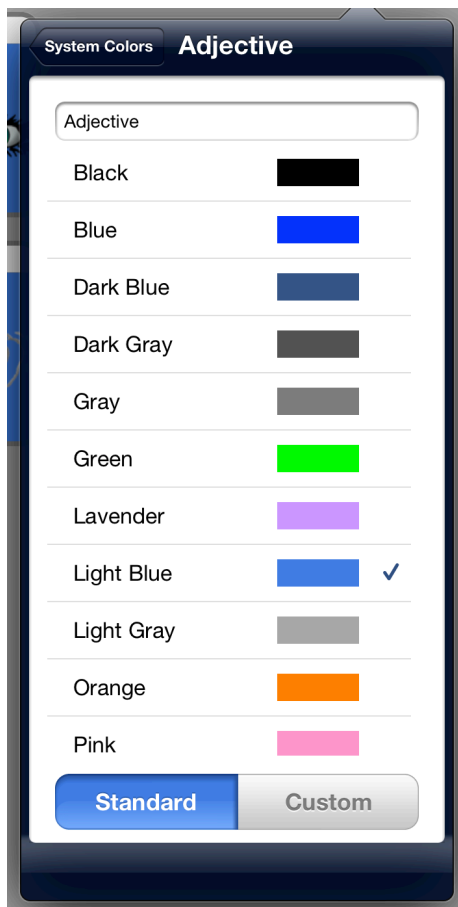 System Colors
Adjective
Adjective
Black
Blue
Dark Blue
Dark Gray
Gray
Green
Lavender
Light Blue
Light Gray
Orange
Pink
Standard
Custom